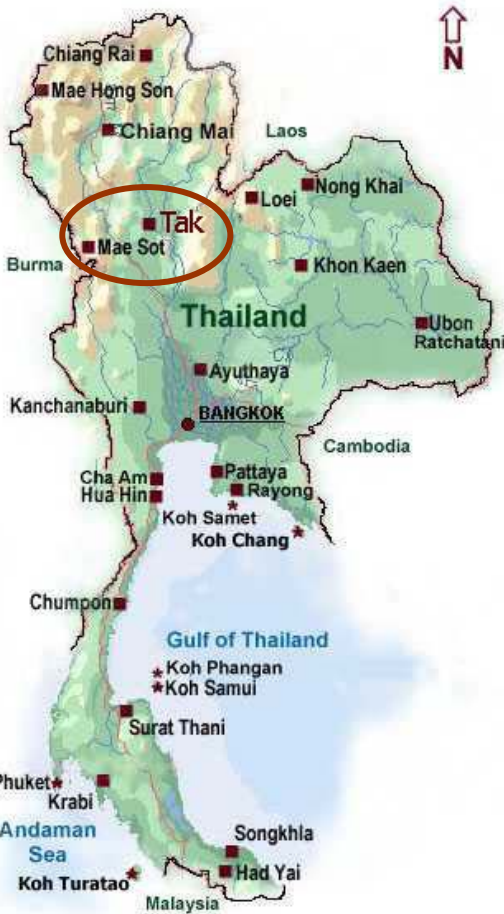 N
Chiang Rai
Mae Hong Son
Chiang Mai
Laos
Nong Khai
Loei
Tak
Mae Sot
Burma
Khon Kaen
Thailand
Ubon
Ratchatani
Ayuthaya
Kanchanaburi
BANGKOK
Cambodia
Cha Am
Pattaya
Hua Hin
Rayong
Koh Samet
Koh Chang
Chumpon
Gulf of Thailand
Koh Phangan
Koh Samui
Surat Thani
Phuket
Krabi
Andaman
Sea
Songkhla
Koh Turatao
Had Yai
Malaysia